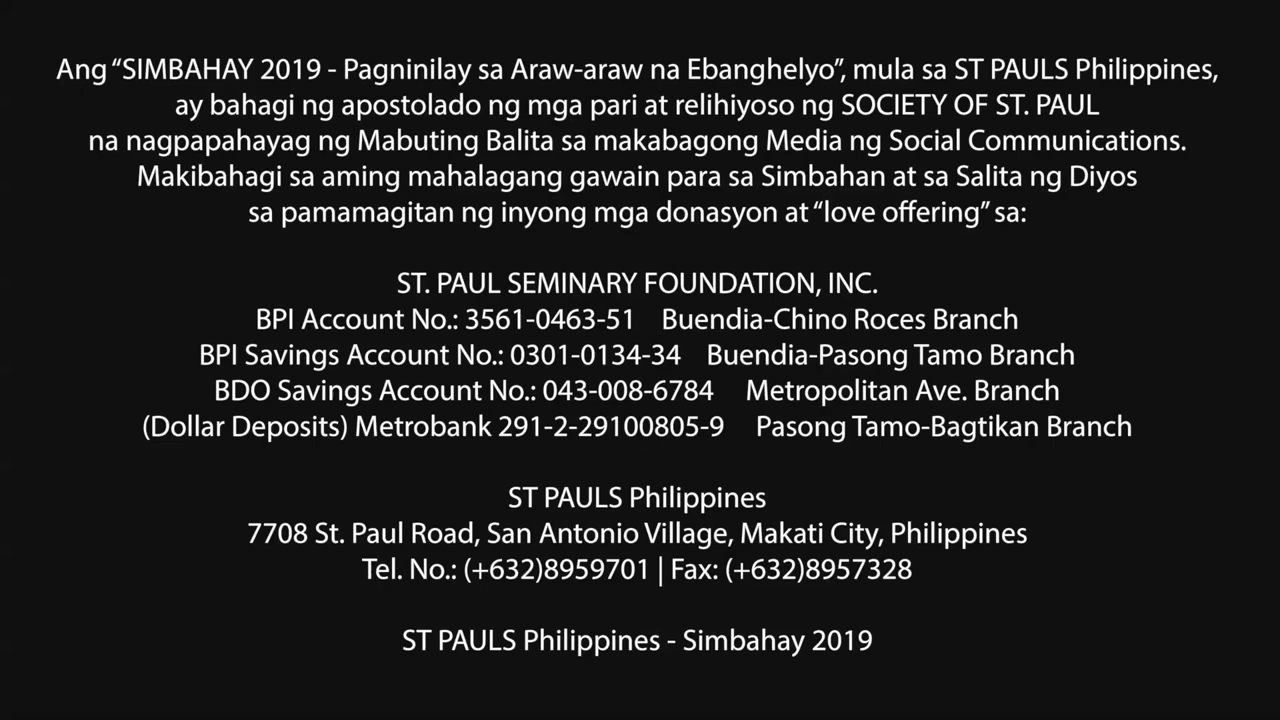 Ang “SIMBAHAY 2019 - Pagninilay sa Araw-araw na Ebanghelyo”, mula sa ST PAULS Philippines,
ay bahagi ng apostolado ng mga pari at relihiyoso ng SOCIETY OF ST. PAUL
na nagpapahayag ng Mabuting Balita sa makabagong Media ng Social Communications.
Makibahagi sa aming mahalagang gawain para sa Simbahan at sa Salita ng Diyos
sa pamamagitan ng inyong mga donasyon at “love offering” sa:
ST. PAUL SEMINARY FOUNDATION, INC.
BPI Account No.: 3561-0463-51 Buendia-Chino Roces Branch
BPI Savings Account No.: 0301-0134-34 Buendia-Pasong Tamo Branch
BDO Savings Account No.: 043-008-6784 Metropolitan Ave. Branch
(Dollar Deposits) Metrobank 291-2-29100805-9 Pasong Tamo-Bagtikan Branch
ST PAULS Philippines
7708 St. Paul Road, San Antonio Village, Makati City, Philippines
Tel. No.: (+632)8959701 | Fax: (+632)8957328
ST PAULS Philippines - Simbahay 2019